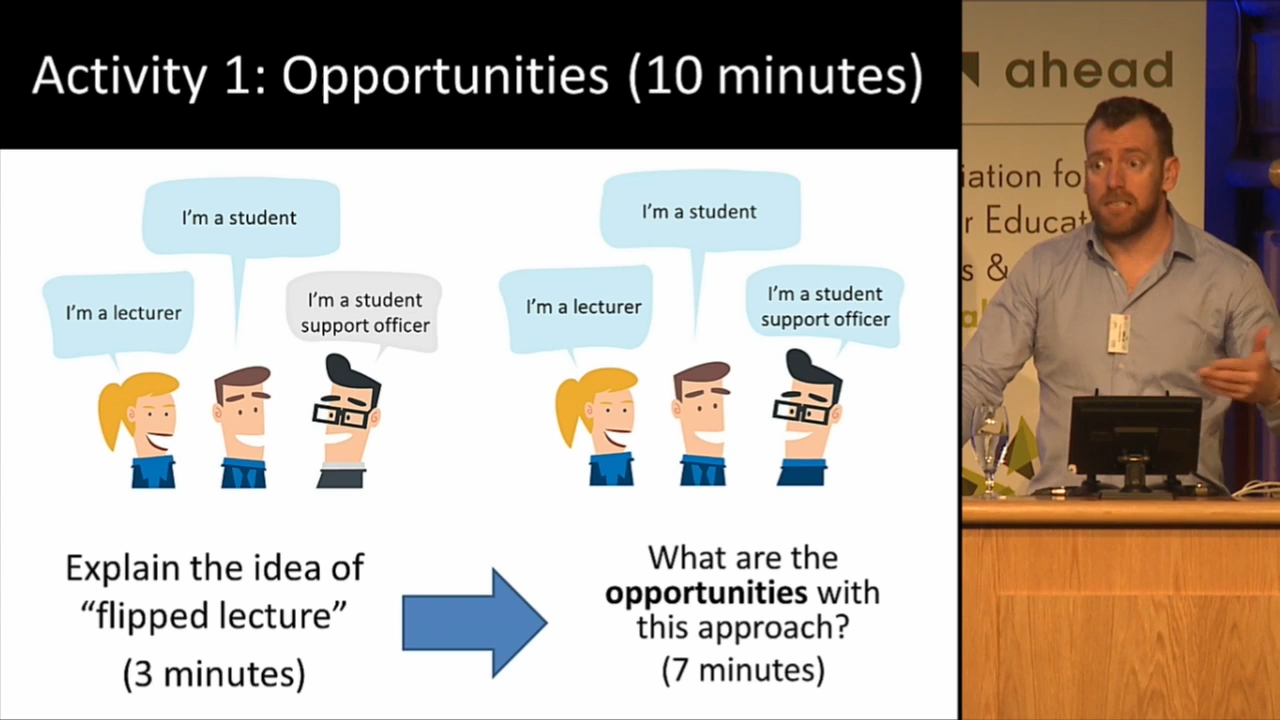 Activity 1: Opportunities (10 minutes)
I'm a student
I'm a lecturer
I'm a student
support officer
I'm a student
I'm a lecturer
I'm a student
support officer
Explain the idea of
“flipped lecture”
(3 minutes)
What are the
opportunities with
this approach?
(7 minutes)
ahead
iation fo
r Educat
s &